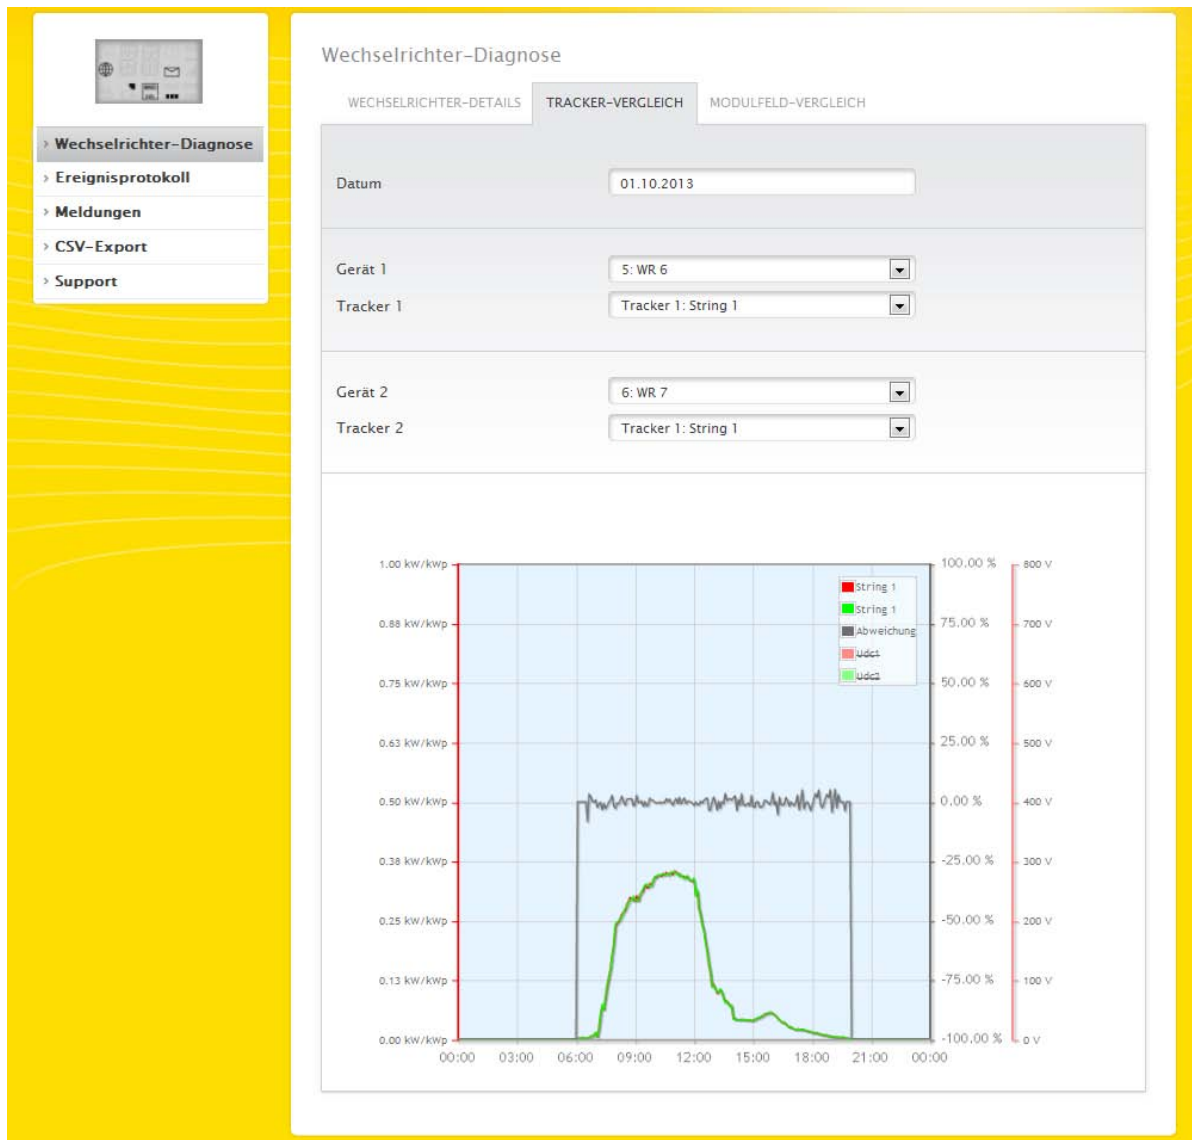 Wechselrichter-Diagnose
Ereignisprotokoll
Meldungen
CSV-Export
Support
Wechselrichter-Diagnose
WECHSELRICHTER-DETAILS TRACKER-VERGLEICH MODULFELD-VERGLEICH
Datum 01.10.2013
Gerät 1 5: WR 6
Tracker 1 Tracker 1: String 1
Gerät 2 6: WR 7
Tracker 2 Tracker 1: String 1
1.00 kW/kWp 100.00 % 800 V
String 1
String 1
0.88 kW/kWp 75.00 % 700 V
Abweichung
Udc1
Udc2
0.75 kW/kWp 50.00 % 600 V
0.63 kW/kWp 25.00 % 500 V
0.50 kW/kWp 0.00 % 400 V
0.38 kW/kWp -25.00 % 300 V
0.25 kW/kWp -50.00 % 200 V
0.13 kW/kWp -75.00 % 100 V
0.00 kW/kWp -100.00 % 0 V
00:00 03:00 06:00 09:00 12:00 15:00 18:00 21:00 00:00